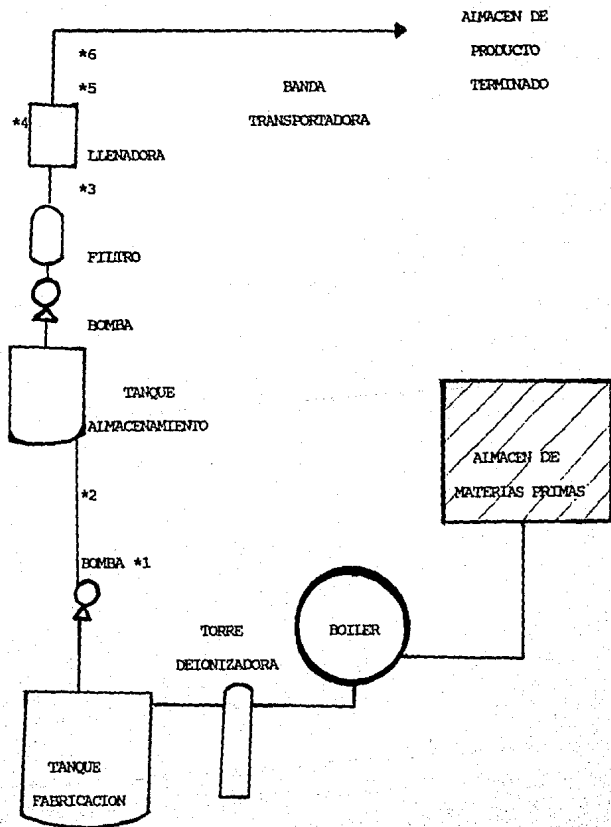 ALMACEN DE
PRODUCTO
TERMINADO
*6
*5
BANDA
TRANSPORTADORA
*4
LLENADORA
*3
FILTRO
BOMBA
TANQUE
ALMACENAMIENTO
ALMACEN DE
MATERIAS PRIMAS
*2
BOMBA *1
TORRE
DEIONIZADORA
BOILER
TANQUE
FABRICACION